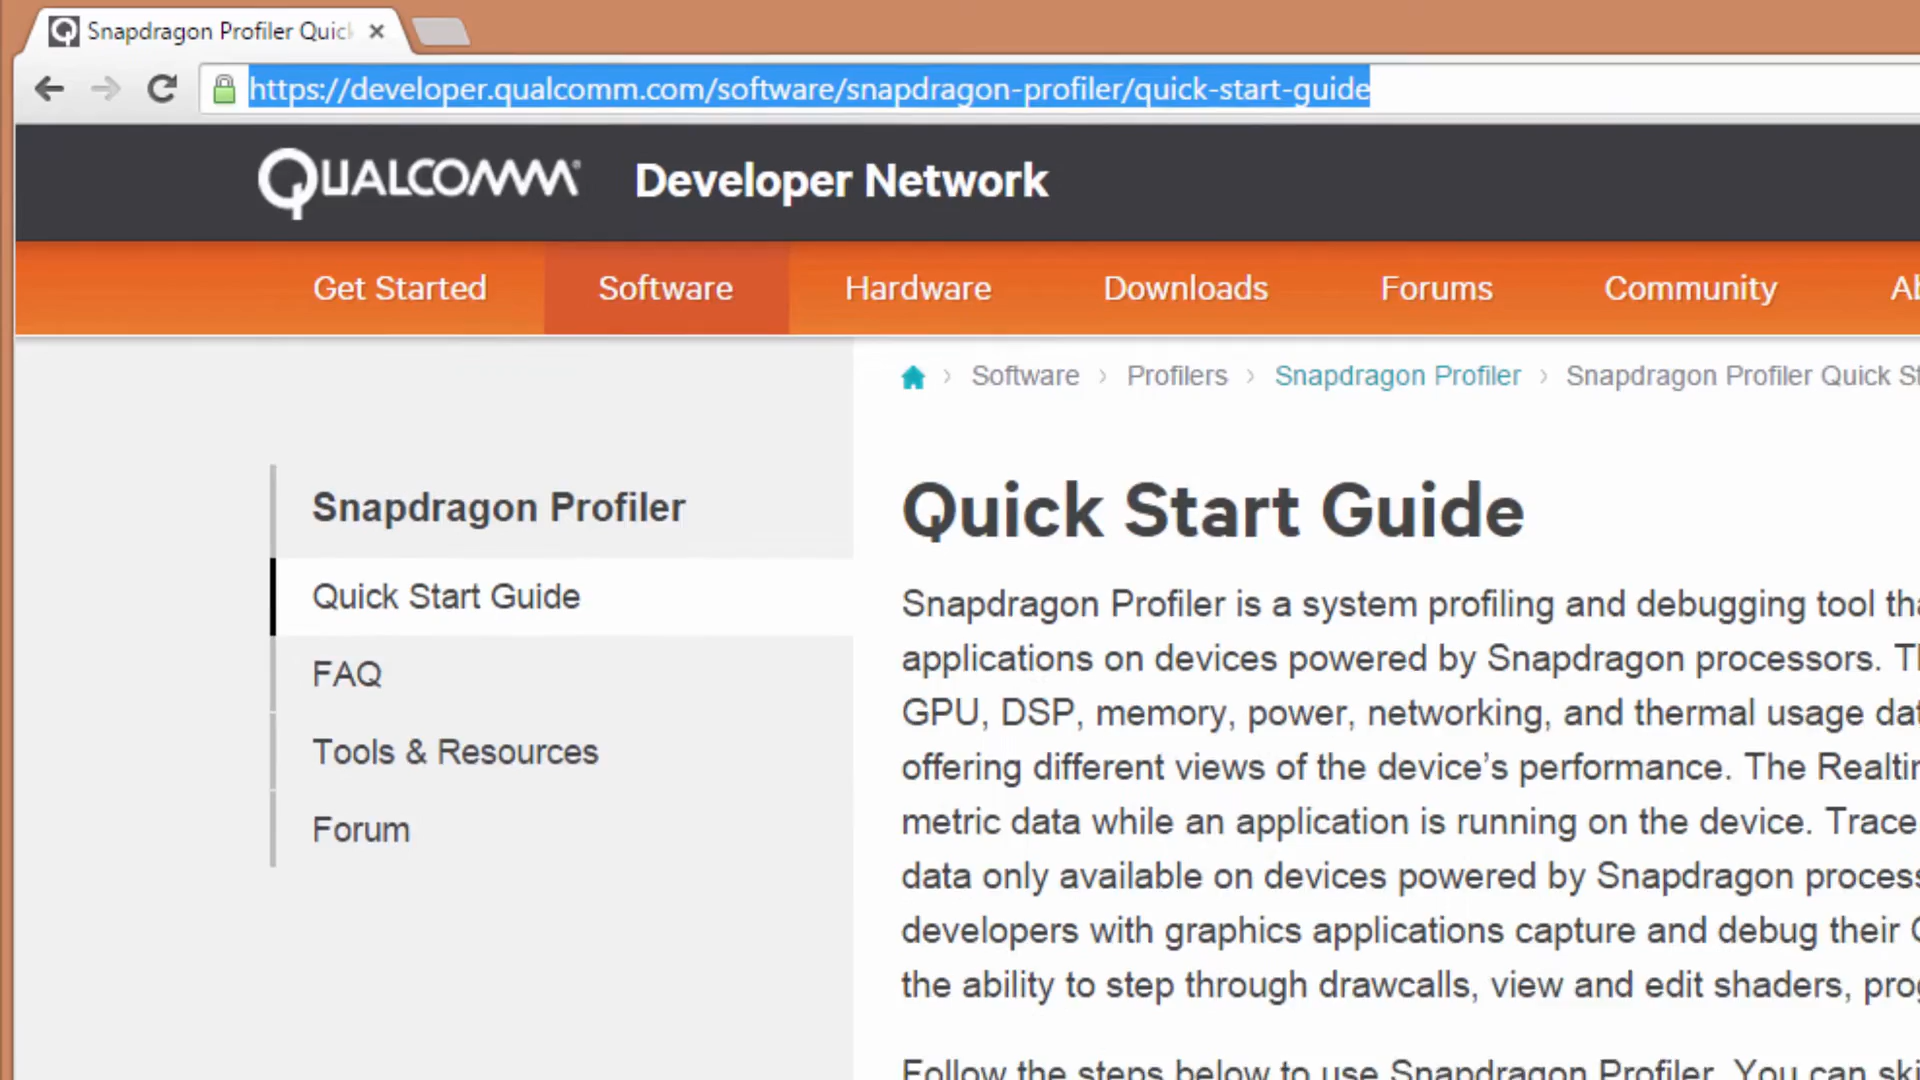 Snapdragon Profiler Quick
https://developer.qualcomm.com/software/snapdragon-profiler/quick-start-guide
QUALCOMM® Developer Network
Get Started Software Hardware Downloads Forums Community
Software › Profilers › Snapdragon Profiler › Snapdragon Profiler Quick
Snapdragon Profiler
Quick Start Guide
FAQ
Tools & Resources
Forum
Quick Start Guide
Snapdragon Profiler is a system profiling and debugging tool
applications on devices powered by Snapdragon processors.
GPU, DSP, memory, power, networking, and thermal usage
offering different views of the device’s performance. The
metric data while an application is running on the device. Trace
data only available on devices powered by Snapdragon
developers with graphics applications capture and debug their
the ability to step through drawcalls, view and edit shaders,
Follow the steps below to use Snapdragon Profiler. You can